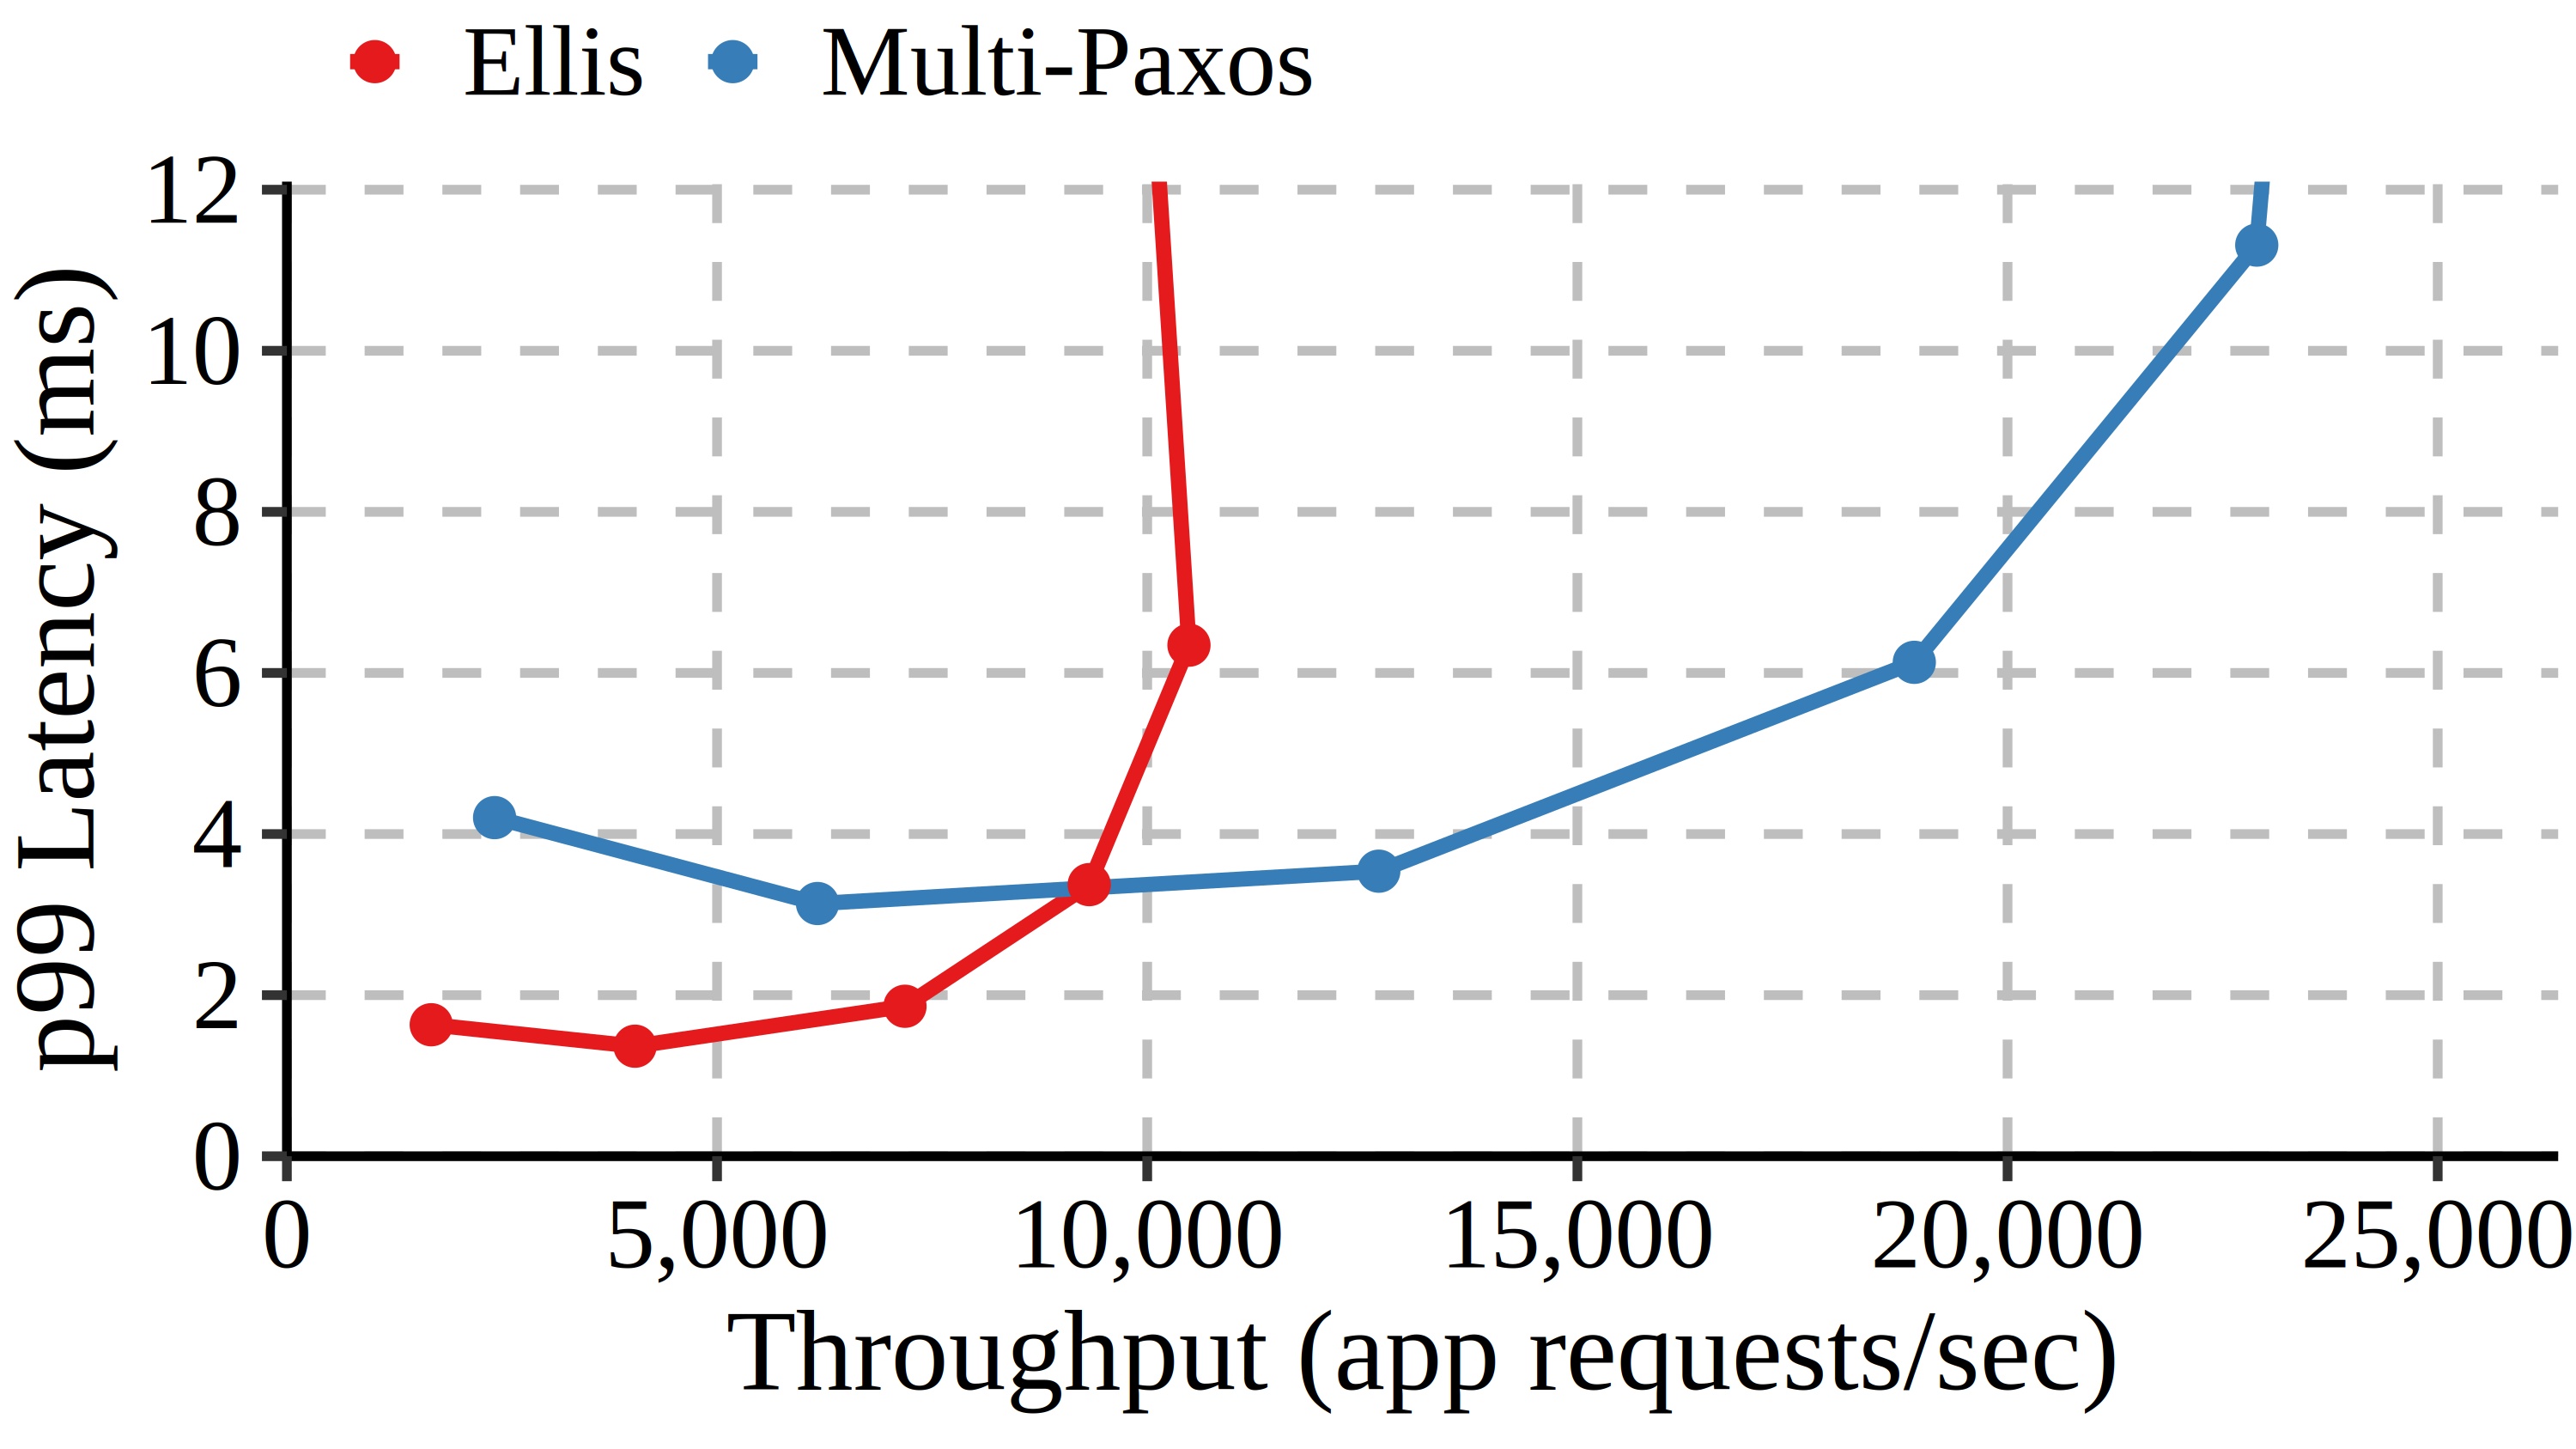 Ellis Multi-Paxos
12
10
8
6
4
2
0
p99 Latency (ms)
0 5,000 10,000 15,000 20,000 25,000
Throughput (app requests/sec)